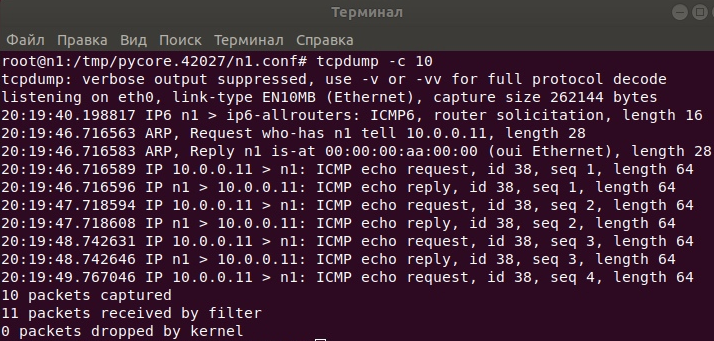 Терминал
Файл Правка Вид Поиск Терминал Справка
root@n1:/tmp/pycore.42027/n1.conf# tcpdump -c 10
tcpdump: verbose output suppressed, use -v or -vv for full protocol decode
listening on eth0, link-type EN10MB (Ethernet), capture size 262144 bytes
20:19:40.198817 IP6 n1 > ip6-allrouters: ICMP6, router solicitation, length 16
20:19:46.716563 ARP, Request who-has n1 tell 10.0.0.11, length 28
20:19:46.716583 ARP, Reply n1 is-at 00:00:00:aa:00:00 (oui Ethernet), length 28
20:19:46.716589 IP 10.0.0.11 > n1: ICMP echo request, id 38, seq 1, length 64
20:19:46.716596 IP n1 > 10.0.0.11: ICMP echo reply, id 38, seq 1, length 64
20:19:47.718594 IP 10.0.0.11 > n1: ICMP echo request, id 38, seq 2, length 64
20:19:47.718608 IP n1 > 10.0.0.11: ICMP echo reply, id 38, seq 2, length 64
20:19:48.742631 IP 10.0.0.11 > n1: ICMP echo request, id 38, seq 3, length 64
20:19:48.742646 IP n1 > 10.0.0.11: ICMP echo reply, id 38, seq 3, length 64
20:19:49.767046 IP 10.0.0.11 > n1: ICMP echo request, id 38, seq 4, length 64
10 packets captured
11 packets received by filter
0 packets dropped by kernel